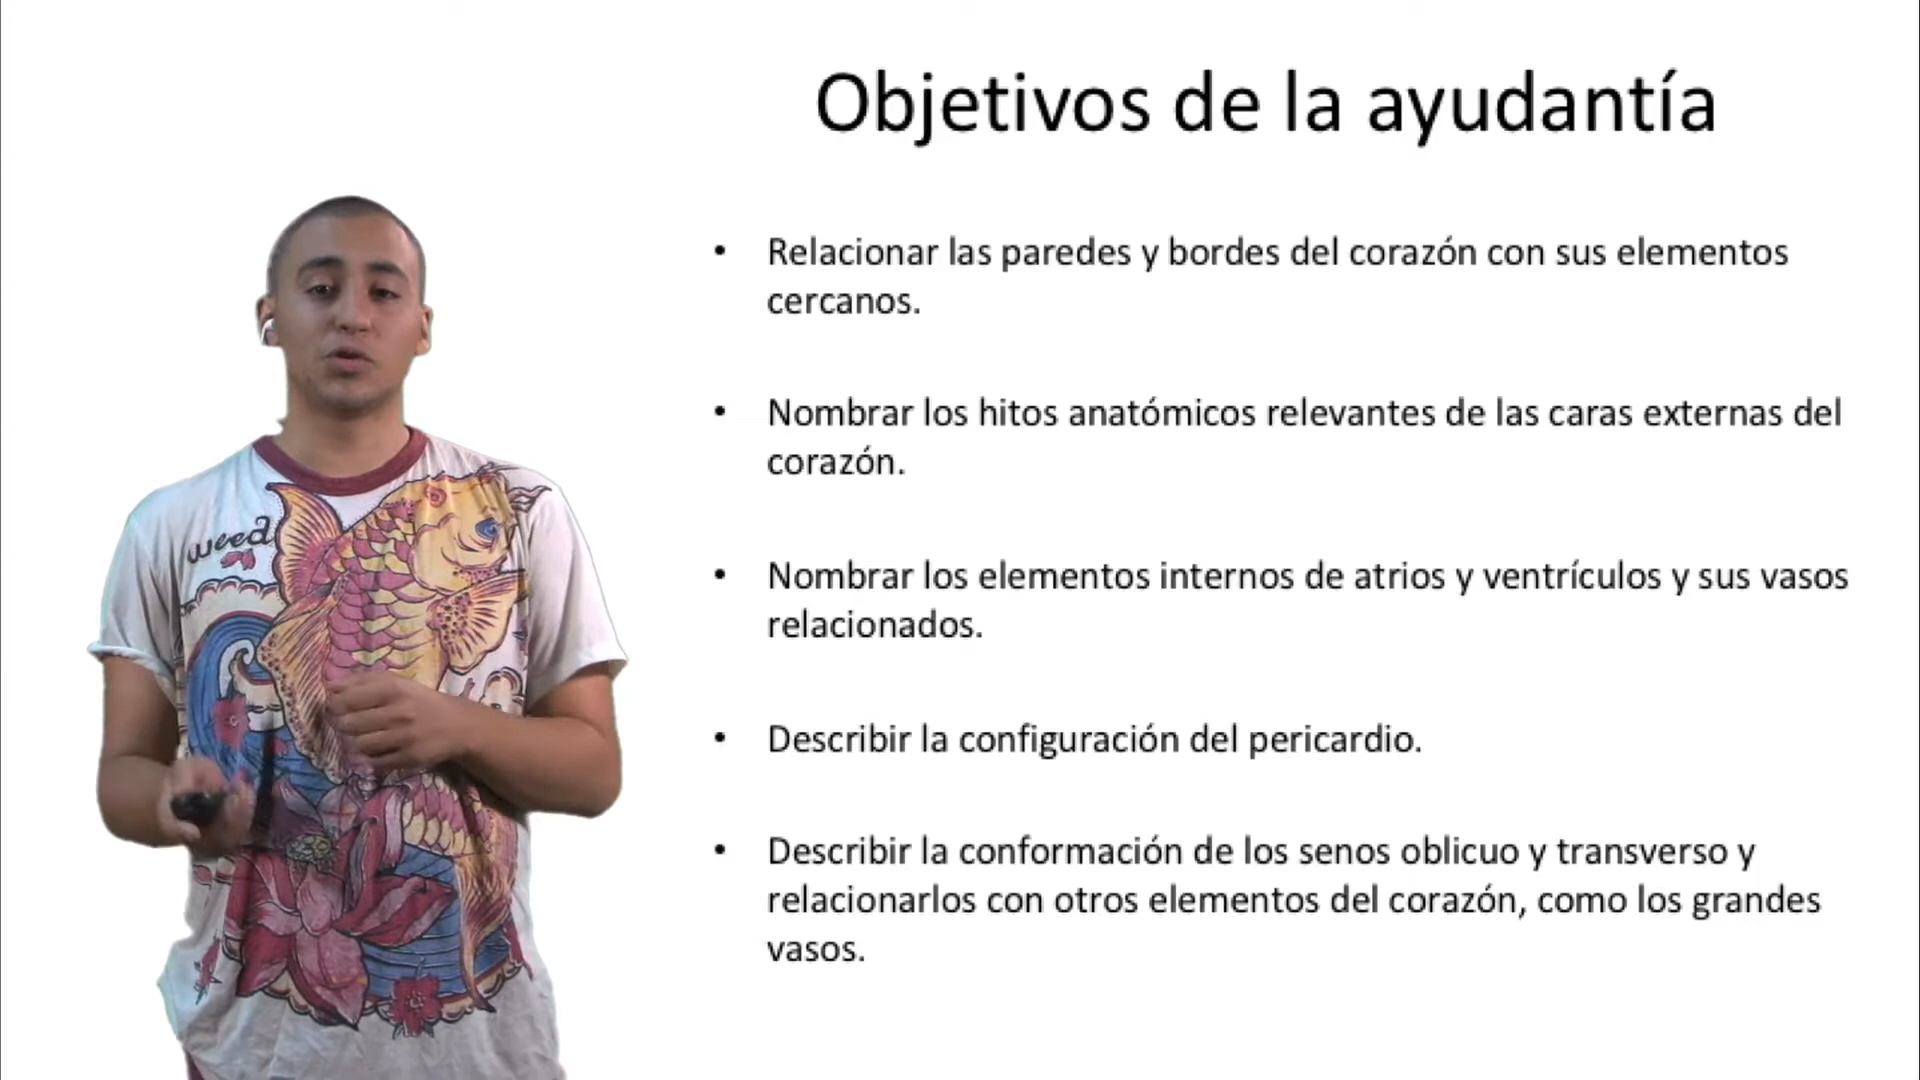 Objetivos de la ayudantía
• Relacionar las paredes y bordes del corazón con sus elementos
cercanos.
• Nombrar los hitos anatómicos relevantes de las caras externas del
corazón.
• Nombrar los elementos internos de atrios y ventrículos y sus vasos
relacionados.
• Describir la configuración del pericardio.
• Describir la conformación de los senos oblicuo y transverso y
relacionarlos con otros elementos del corazón, como los grandes
vasos.
weed